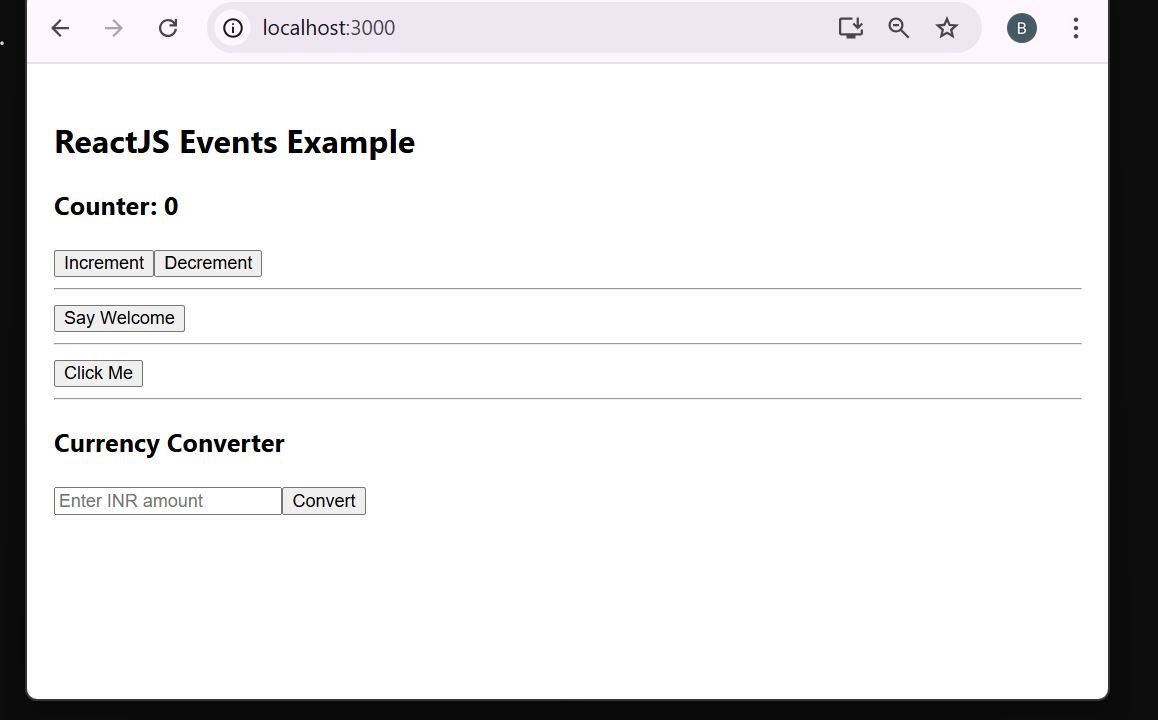 localhost:3000
B
ReactJS Events Example
Counter: 0
Increment Decrement
Say Welcome
Click Me
Currency Converter
Enter INR amount Convert